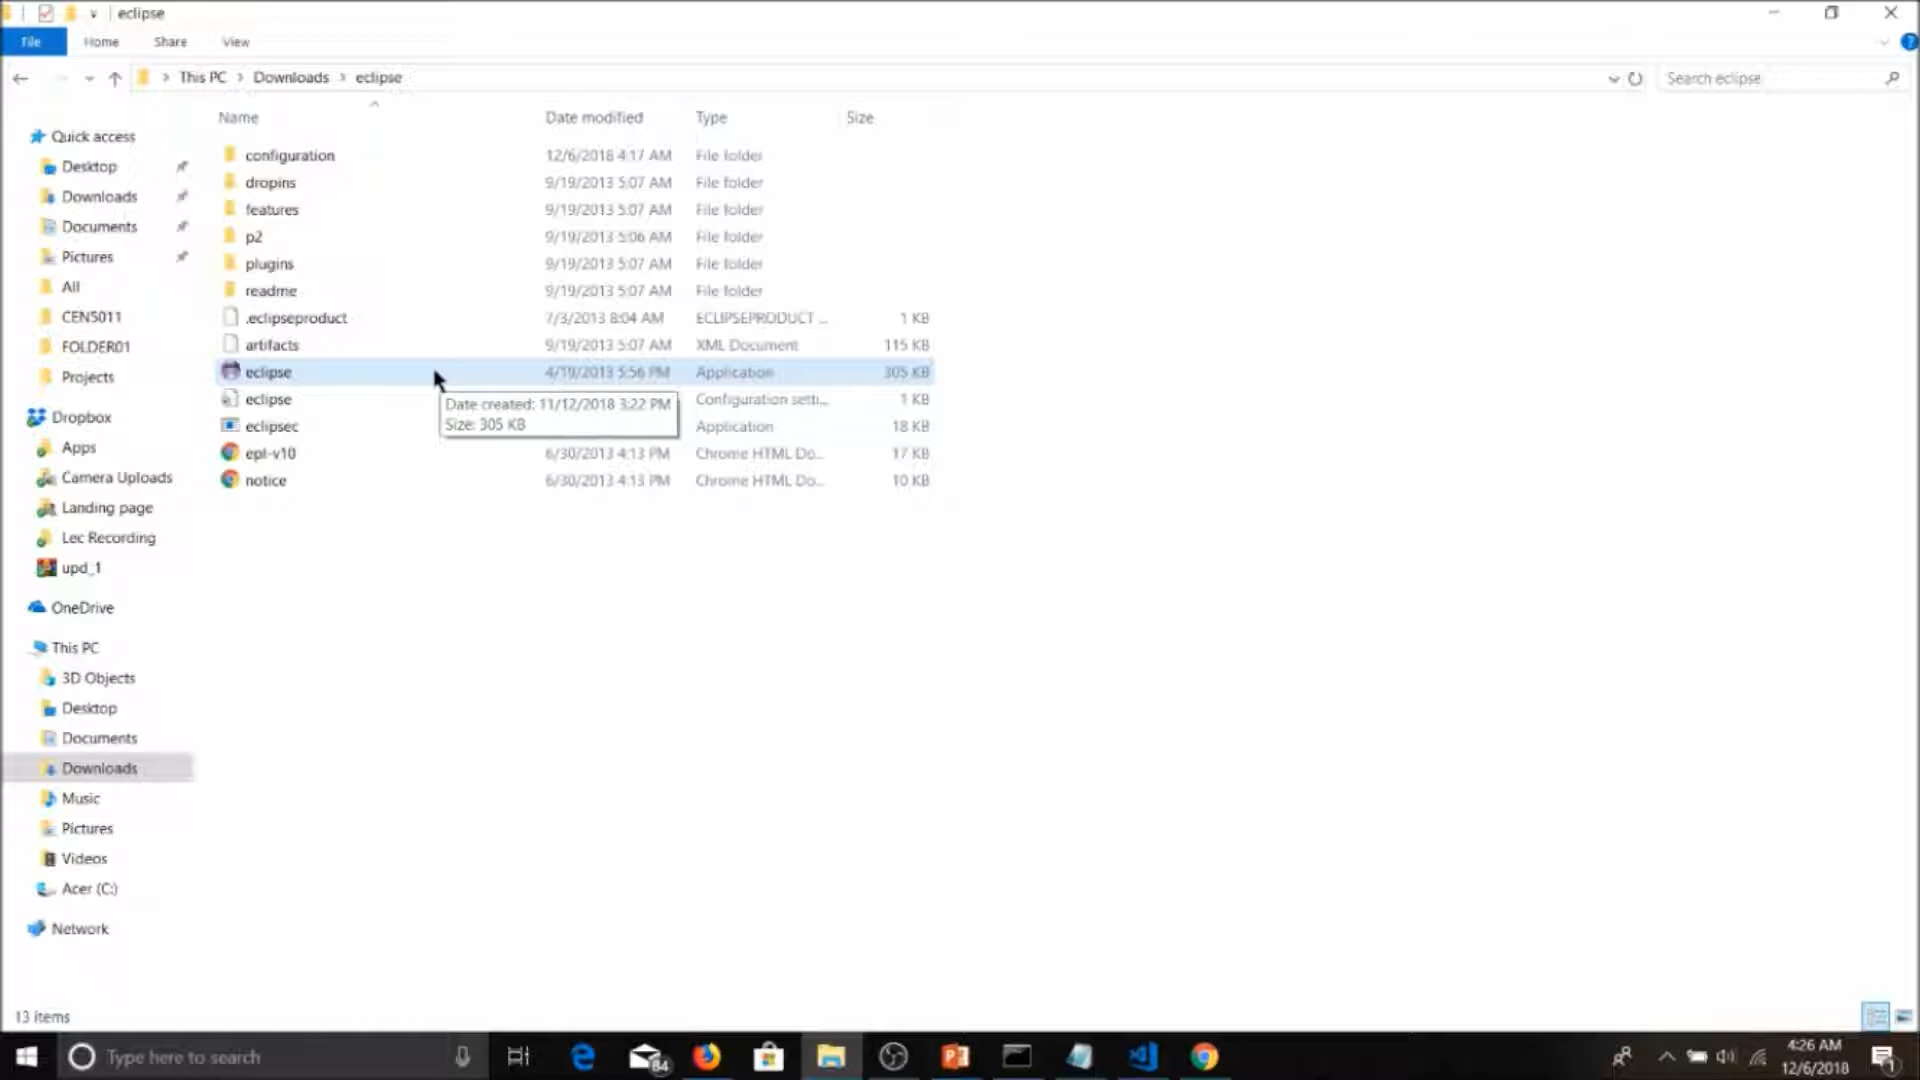 eclipse
File Home Share View
This PC Downloads eclipse
Search eclipse
Name Date modified Type Size
configuration 12/6/2018 4:17 AM File folder
dropins 9/19/2013 5:07 AM File folder
features 9/19/2013 5:07 AM File folder
p2 9/19/2013 5:06 AM File folder
plugins 9/19/2013 5:07 AM File folder
readme 9/19/2013 5:07 AM File folder
.eclipseproduct 7/3/2013 8:04 AM ECLIPSEPRODUCT ... 1 KB
artifacts 9/19/2013 5:07 AM XML Document 115 KB
eclipse 4/19/2013 5:56 PM Application 305 KB
eclipse Configuration setti... 1 KB
eclipsec Application 18 KB
epl-v10 6/30/2013 4:13 PM Chrome HTML Do... 17 KB
notice 6/30/2013 4:13 PM Chrome HTML Do... 10 KB
Date created: 11/12/2018 3:22 PM
Size: 305 KB
Quick access
Desktop
Downloads
Documents
Pictures
All
CEN5011
FOLDER01
Projects
Dropbox
Apps
Camera Uploads
Landing page
Lec Recording
upd_1
OneDrive
This PC
3D Objects
Desktop
Documents
Downloads
Music
Pictures
Videos
Acer (C:)
Network
13 items
Type here to search
84
4:26 AM
12/6/2018
1